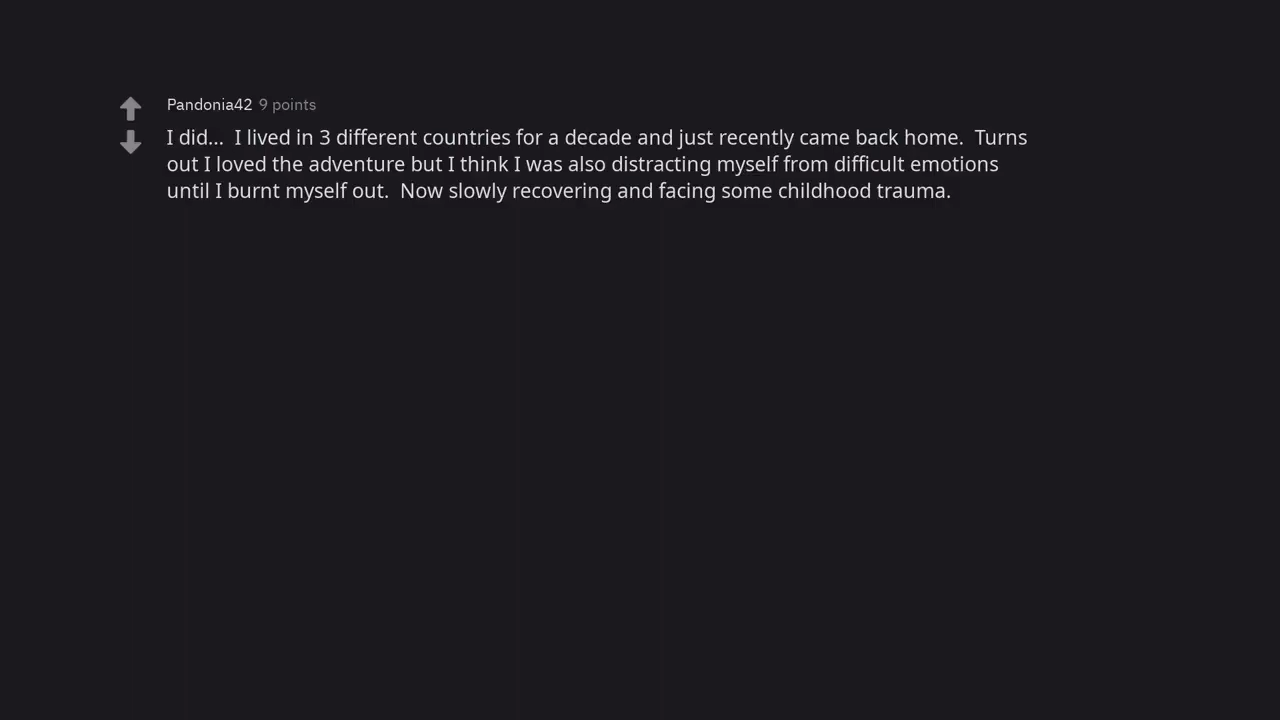 Pandonia42 9 points
I did...  I lived in 3 different countries for a decade and just recently came back home.  Turns
out I loved the adventure but I think I was also distracting myself from difficult emotions
until I burnt myself out.  Now slowly recovering and facing some childhood trauma.